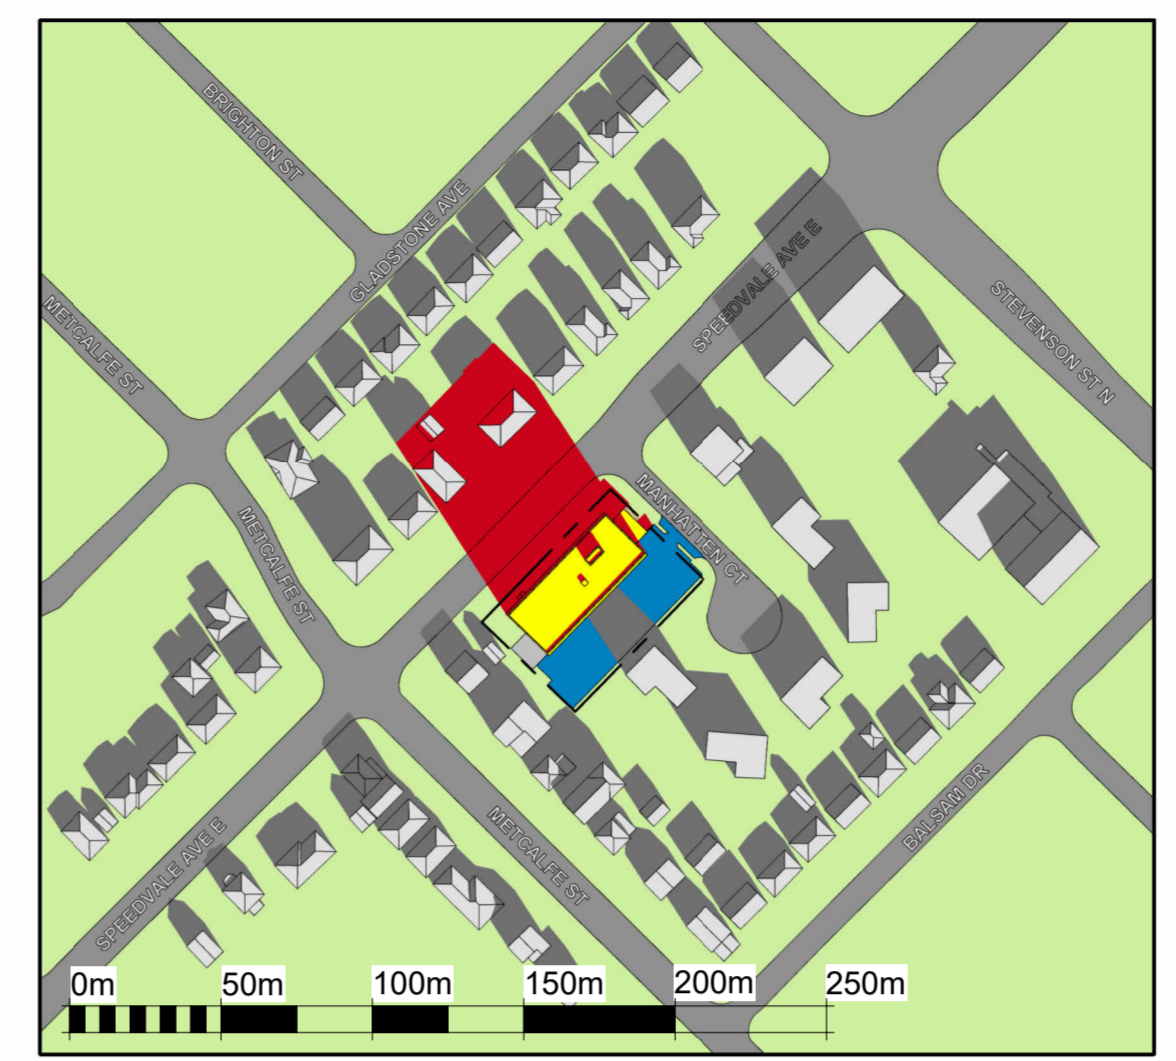 BRIGHTON ST
GLADSTONE AVE
METCALFE ST
SPEEDVALE AVE E
STEVENSON ST N
METCALFE ST
MANHATTEN CT
METCALFE ST
BALSAM DR
SPEEDVALE AVE E
0m 50m 100m 150m 200m 250m